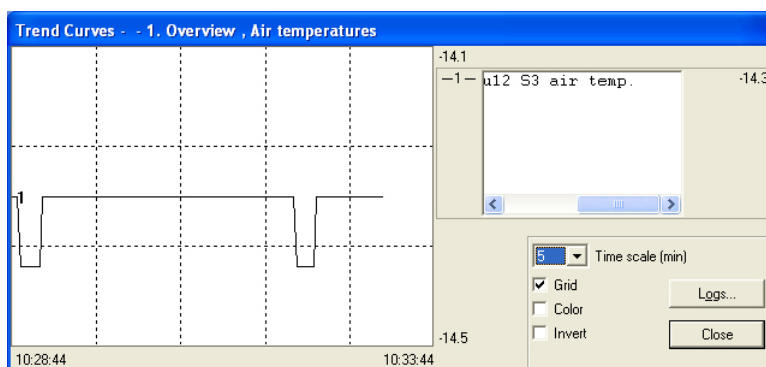 Trend Curves - - 1. Overview , Air temperatures
-14.1
1
u12 S3 air temp.
-14.3
1
5
Time scale (min)
Grid
Color
Invert
Logs...
Close
-14.5
10:28:44
10:33:44